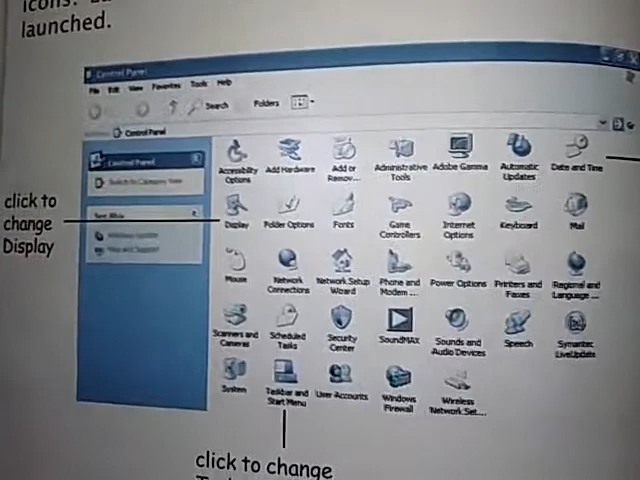 launched.
Control Panel
File Edit View Favorites Tools Help
Search Folders
Control Panel
Control Panel
Switch to Category View
See Also
Windows Update
Help and Support
Accessibility Options
Add Hardware
Add or Remov...
Administrative Tools
Adobe Gamma
Automatic Updates
Date and Time
click to change Display
Display
Folder Options
Fonts
Game Controllers
Internet Options
Keyboard
Mail
Mouse
Network Connections
Network Setup Wizard
Phone and Modem ...
Power Options
Printers and Faxes
Regional and Language ...
Scanners and Cameras
Scheduled Tasks
Security Center
SoundMAX
Sounds and Audio Devices
Speech
Symantec LiveUpdate
System
Taskbar and Start Menu
User Accounts
Windows Firewall
Wireless Network Set...
click to change